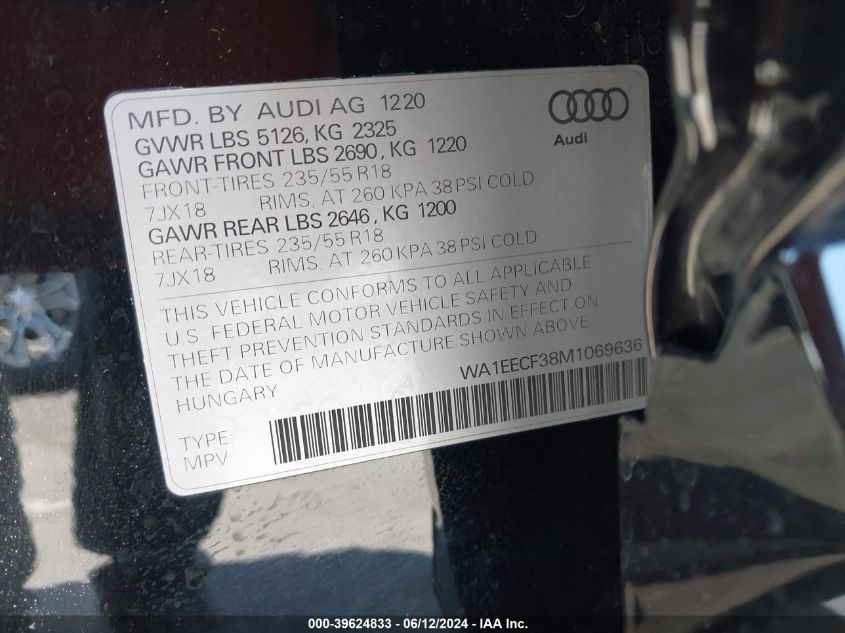 MFD. BY AUDI AG 1220
GVWR LBS 5126, KG 2325
GAWR FRONT LBS 2690, KG 1220
FRONT-TIRES 235/55 R18
7JX18 RIMS, AT 260 KPA 38 PSI COLD
GAWR REAR LBS 2646, KG 1200
REAR-TIRES 235/55 R18
7JX18 RIMS, AT 260 KPA 38 PSI COLD
Audi
THIS VEHICLE CONFORMS TO ALL APPLICABLE
U.S. FEDERAL MOTOR VEHICLE SAFETY AND
THEFT PREVENTION STANDARDS IN EFFECT ON
THE DATE OF MANUFACTURE SHOWN ABOVE.
HUNGARY
WA1EECF38M1069636
TYPE:
MPV
000-39624833 / 06/12/2024 - IAA Inc.